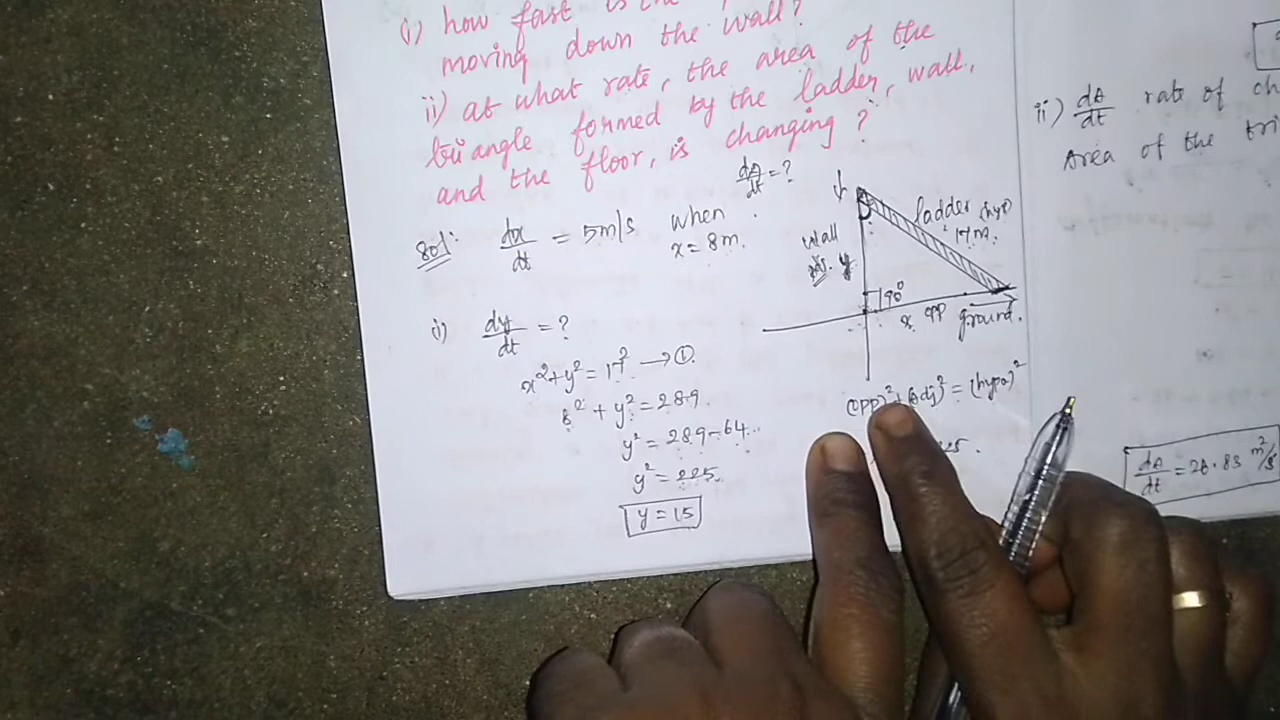 (i) how fast is the
moving down the wall?
ii) at what rate, the area of the
triangle formed by the ladder, wall,
and the floor, is changing?
dA/dt = ?
Sol: dx/dt = 5m/s when
x = 8m.
wall
y
ladder (hyp)
17m.
90°
x opp ground.
i) dy/dt = ?
x² + y² = 17² → ①
8² + y² = 289.
y² = 289 - 64
y² = 225.
y = 15
(opp)² + (adj)² = (hypo)²
ii) dA/dt rate of ch
Area of the tri
dA/dt = 26.83 m²/s